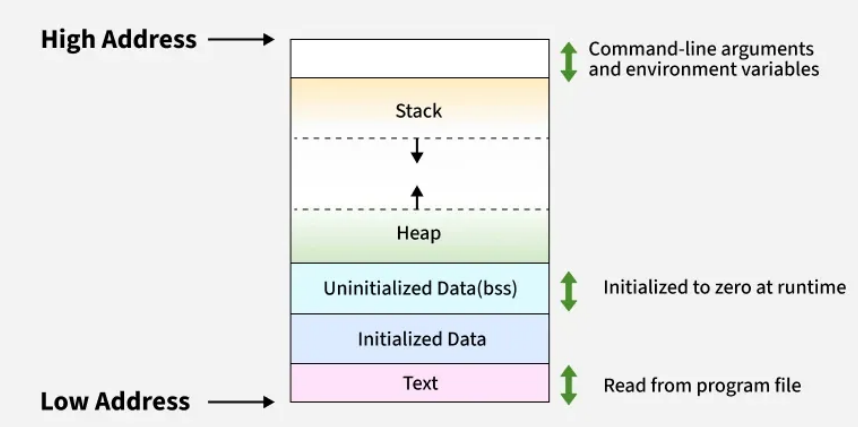 High Address
Command-line arguments
and environment variables
Stack
Heap
Uninitialized Data(bss)
Initialized to zero at runtime
Initialized Data
Text
Read from program file
Low Address